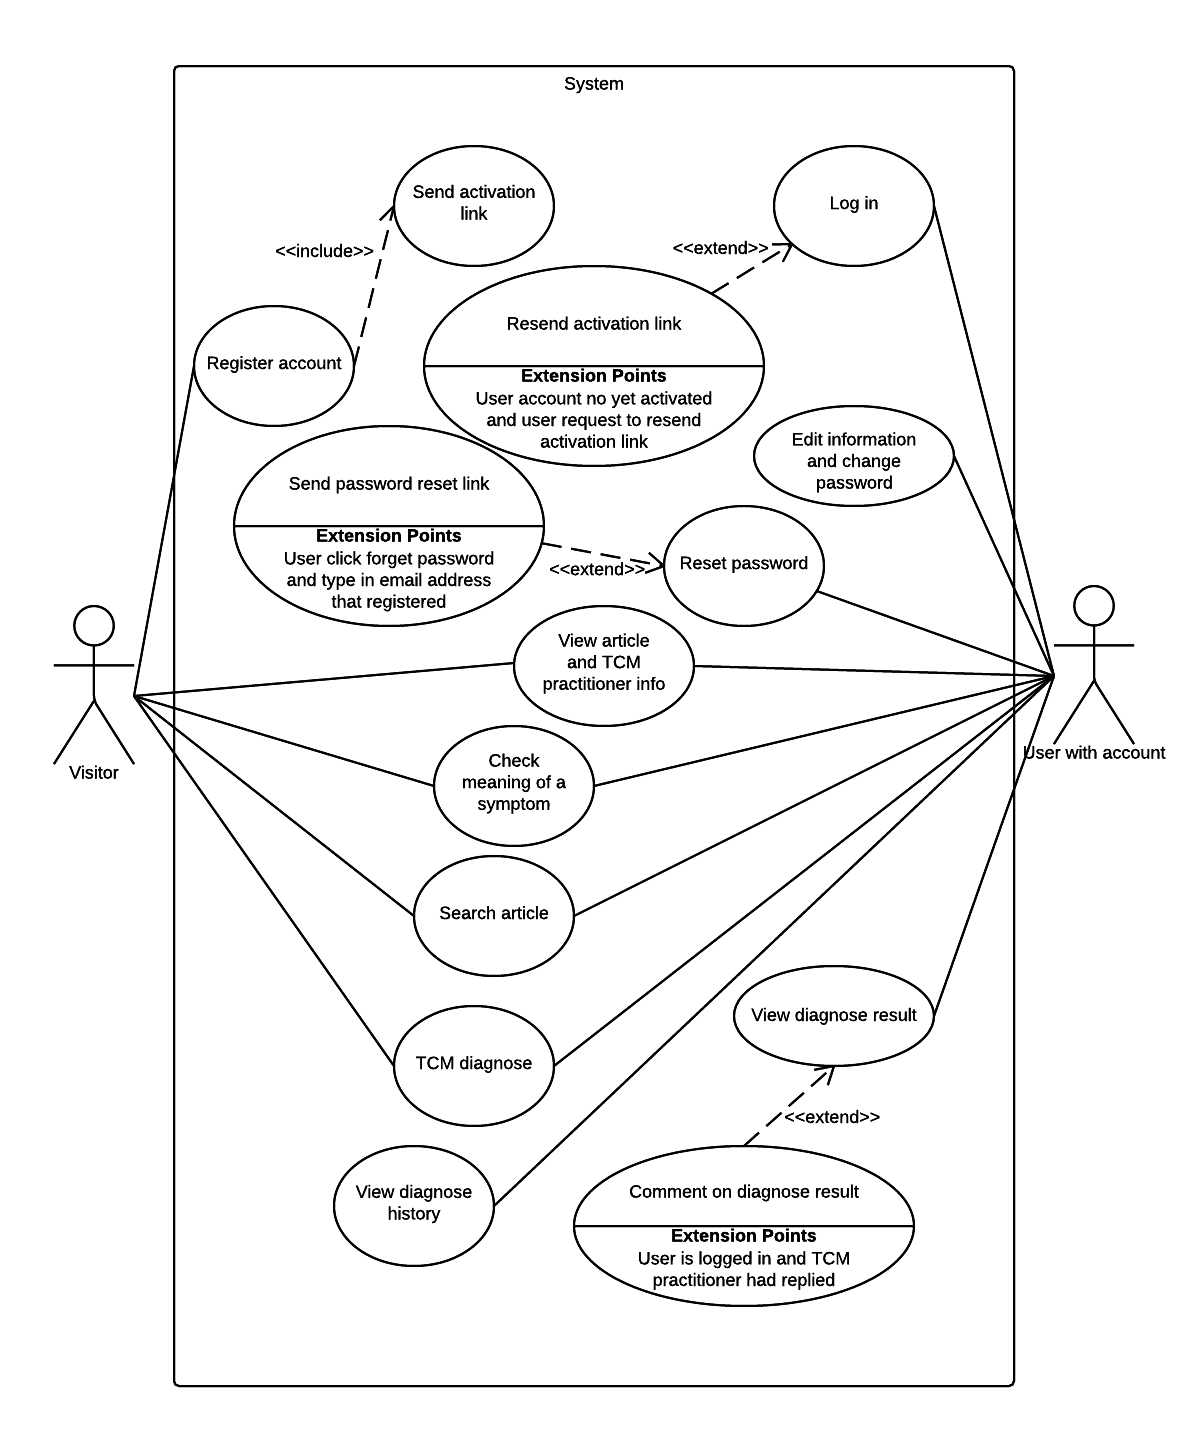 System
Send activation
link
Log in
<<include>>
<<extend>>
Resend activation link
Register account
Extension Points
User account no yet activated
and user request to resend
activation link
Edit information
and change
password
Send password reset link
Extension Points
User click forget password
and type in email address
that registered
<<extend>>
Reset password
View article
and TCM
practitioner info
Visitor
User with account
Check
meaning of a
symptom
Search article
View diagnose result
TCM diagnose
<<extend>>
View diagnose
history
Comment on diagnose result
Extension Points
User is logged in and TCM
practitioner had replied